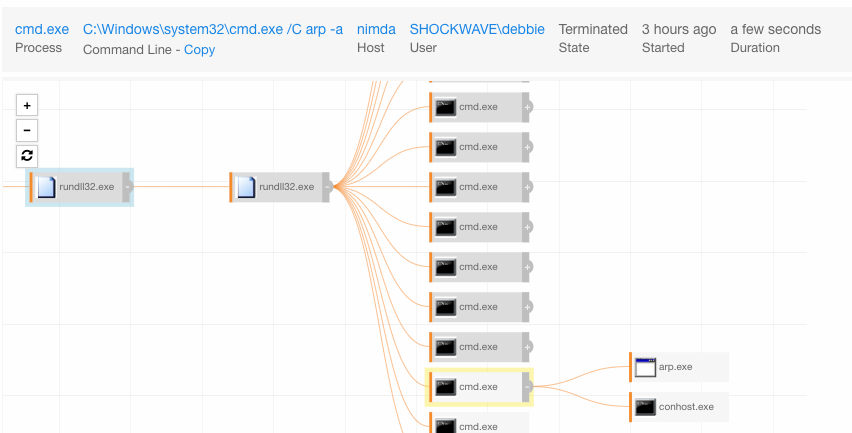 cmd.exe C:\Windows\system32\cmd.exe /C arp -a nimda SHOCKWAVE\debbie Terminated 3 hours ago a few seconds
Process Command Line - Copy Host User State Started Duration
+
cmd.exe +
−
cmd.exe +
rundll32.exe - rundll32.exe - cmd.exe +
cmd.exe +
cmd.exe +
cmd.exe +
cmd.exe +
arp.exe
cmd.exe -
conhost.exe
cmd.exe